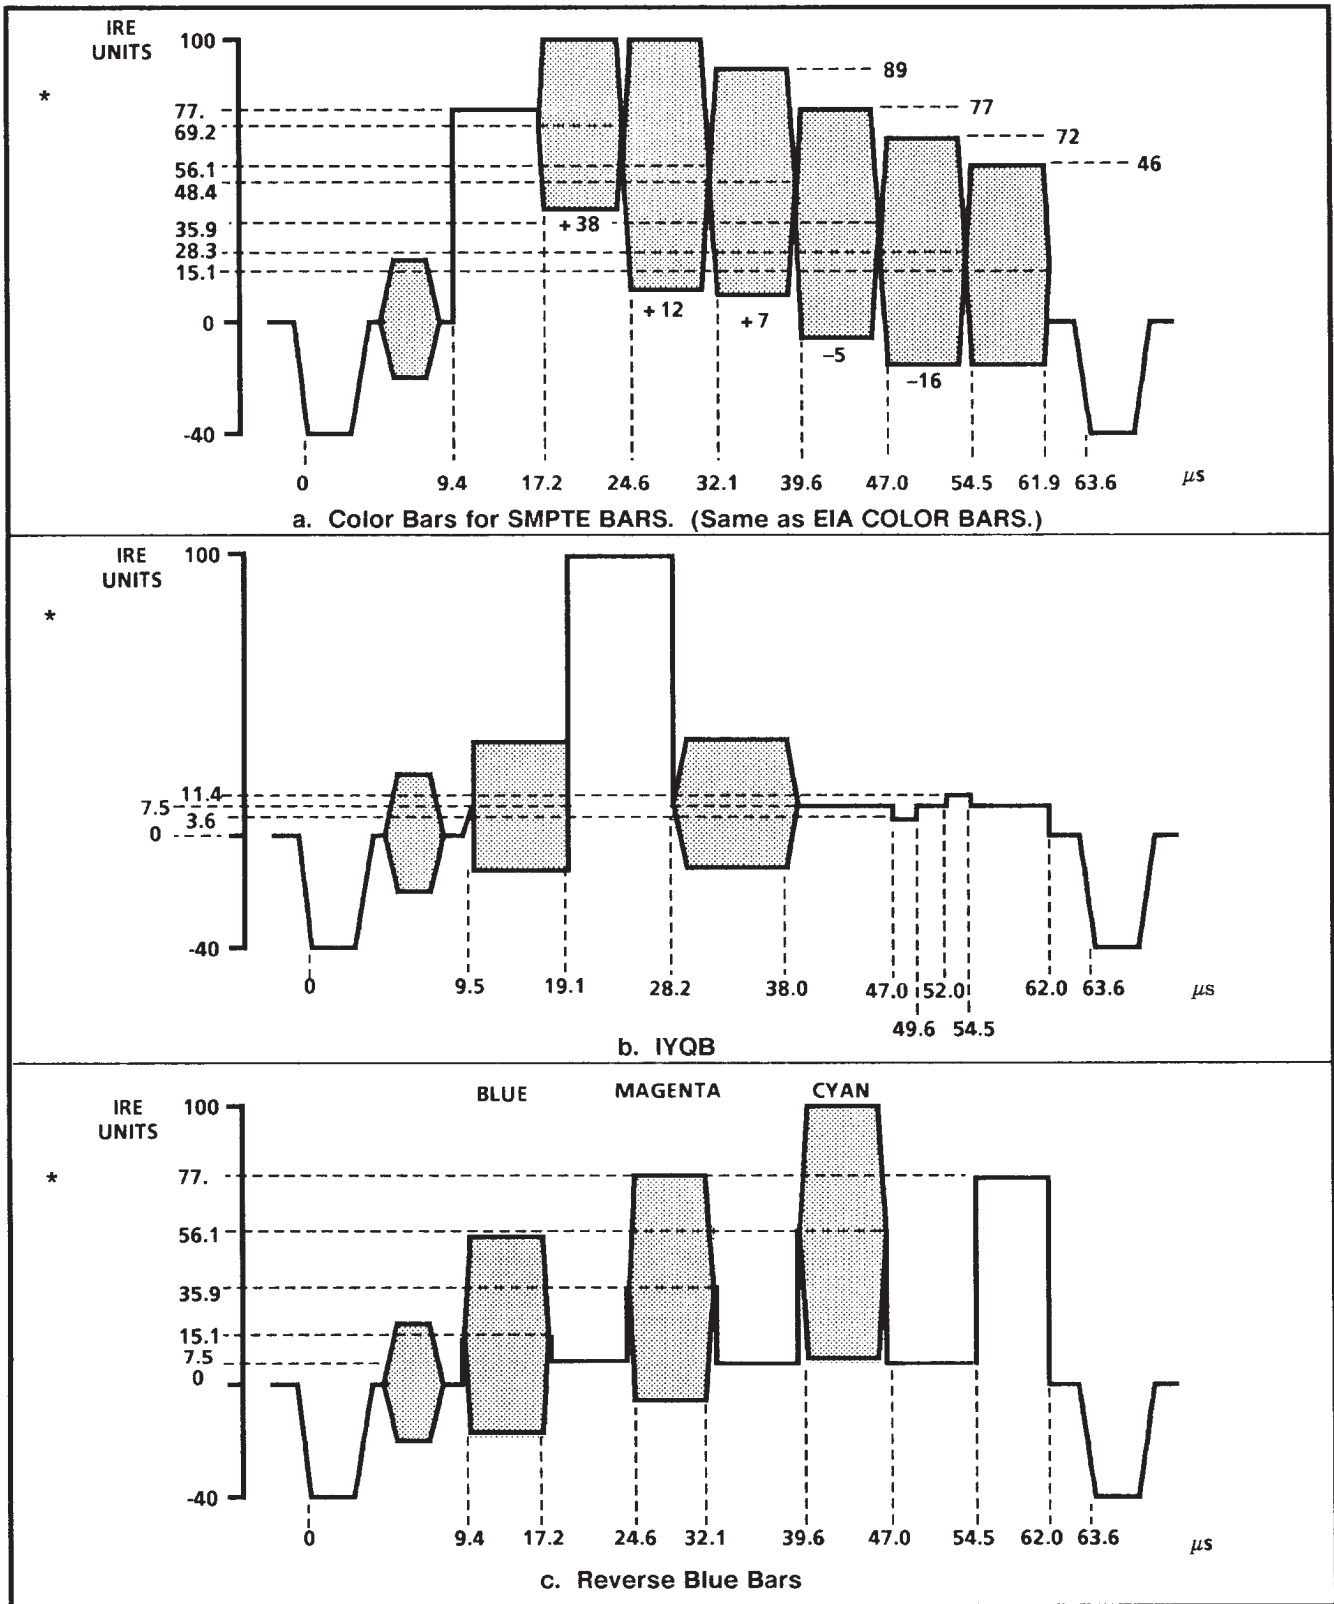 IRE
UNITS
100
*
77.
69.2
56.1
48.4
35.9
28.3
15.1
0
-40
89
77
72
46
+38
+12
+7
–5
–16
0 9.4 17.2 24.6 32.1 39.6 47.0 54.5 61.9 63.6 μs
a. Color Bars for SMPTE BARS. (Same as EIA COLOR BARS.)
IRE
UNITS
100
*
11.4
7.5
3.6
0
-40
0 9.5 19.1 28.2 38.0 47.0 52.0 62.0 63.6 μs
49.6 54.5
b. IYQB
BLUE MAGENTA CYAN
IRE
UNITS
100
*
77.
56.1
35.9
15.1
7.5
0
-40
0 9.4 17.2 24.6 32.1 39.6 47.0 54.5 62.0 63.6 μs
c. Reverse Blue Bars